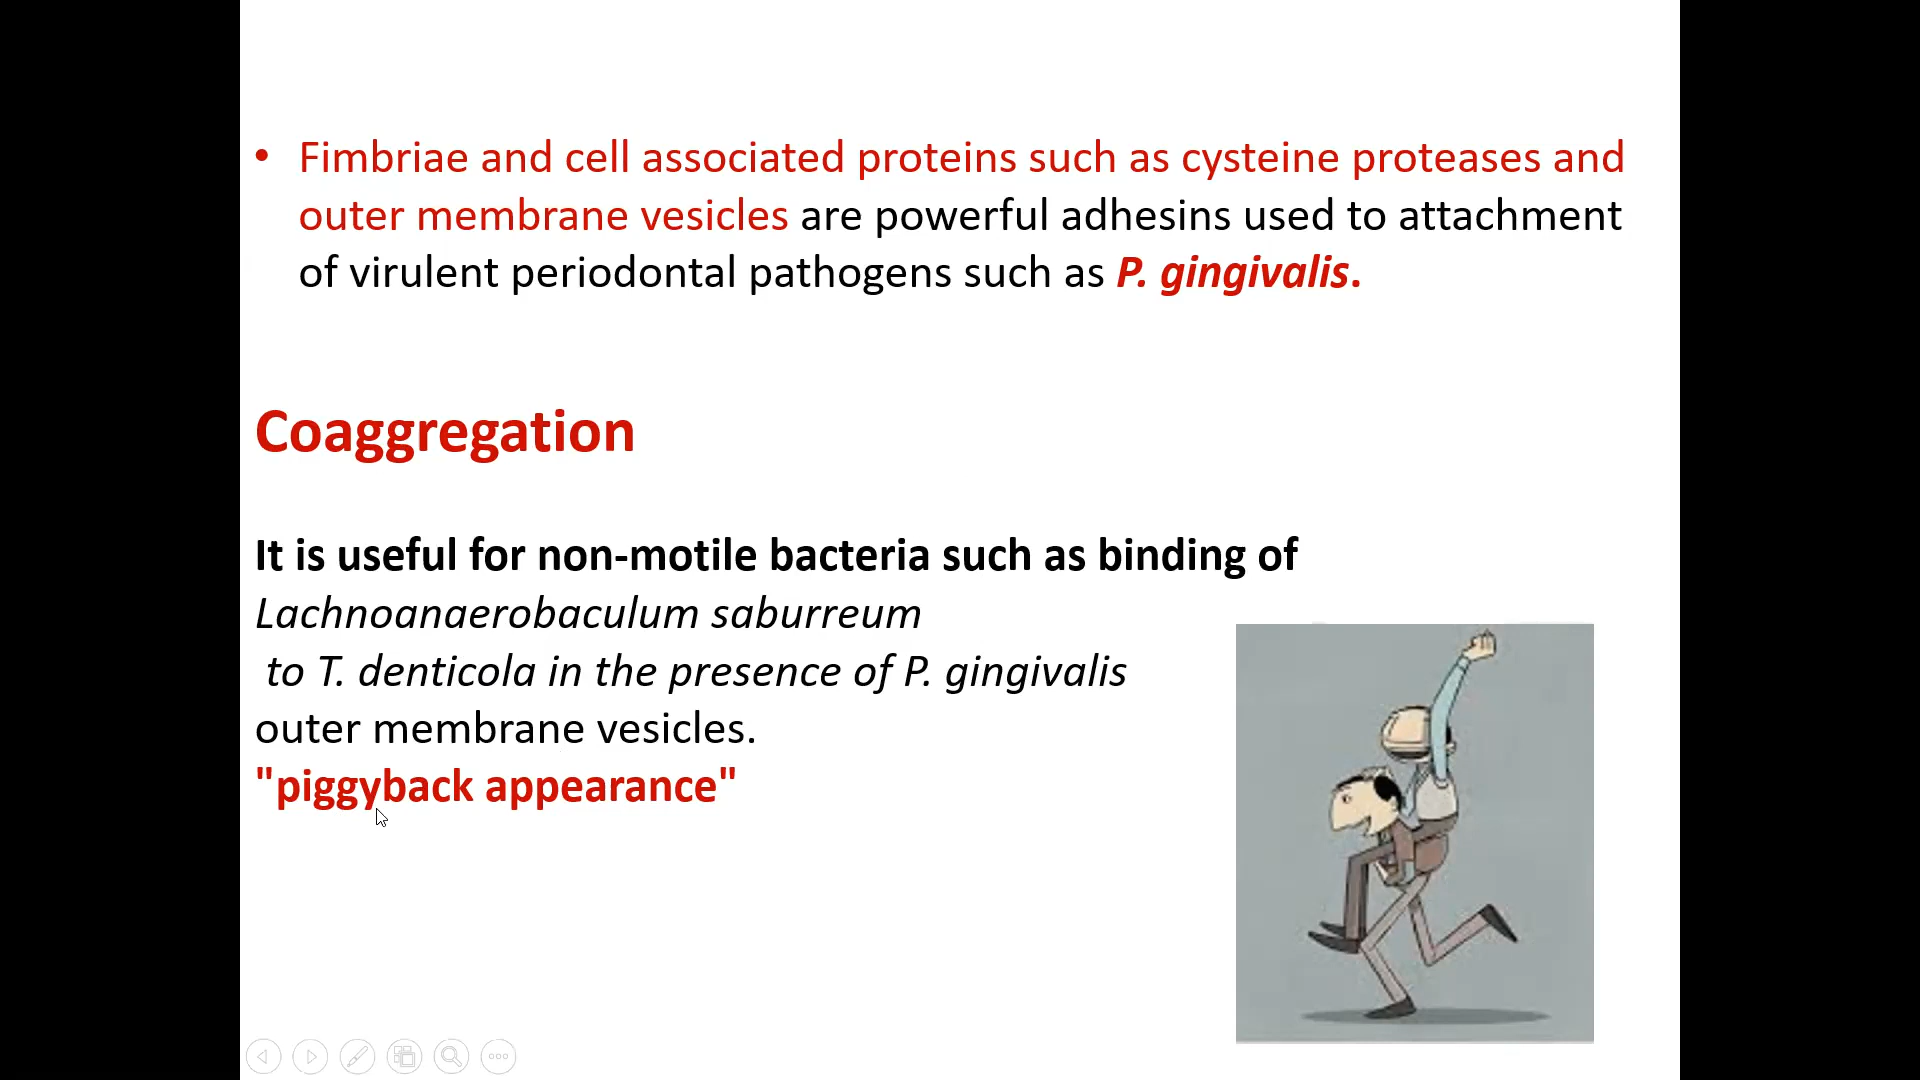 • Fimbriae and cell associated proteins such as cysteine proteases and
outer membrane vesicles are powerful adhesins used to attachment
of virulent periodontal pathogens such as P. gingivalis.
Coaggregation
It is useful for non-motile bacteria such as binding of
Lachnoanaerobaculum saburreum
to T. denticola in the presence of P. gingivalis
outer membrane vesicles.
"piggyback appearance"